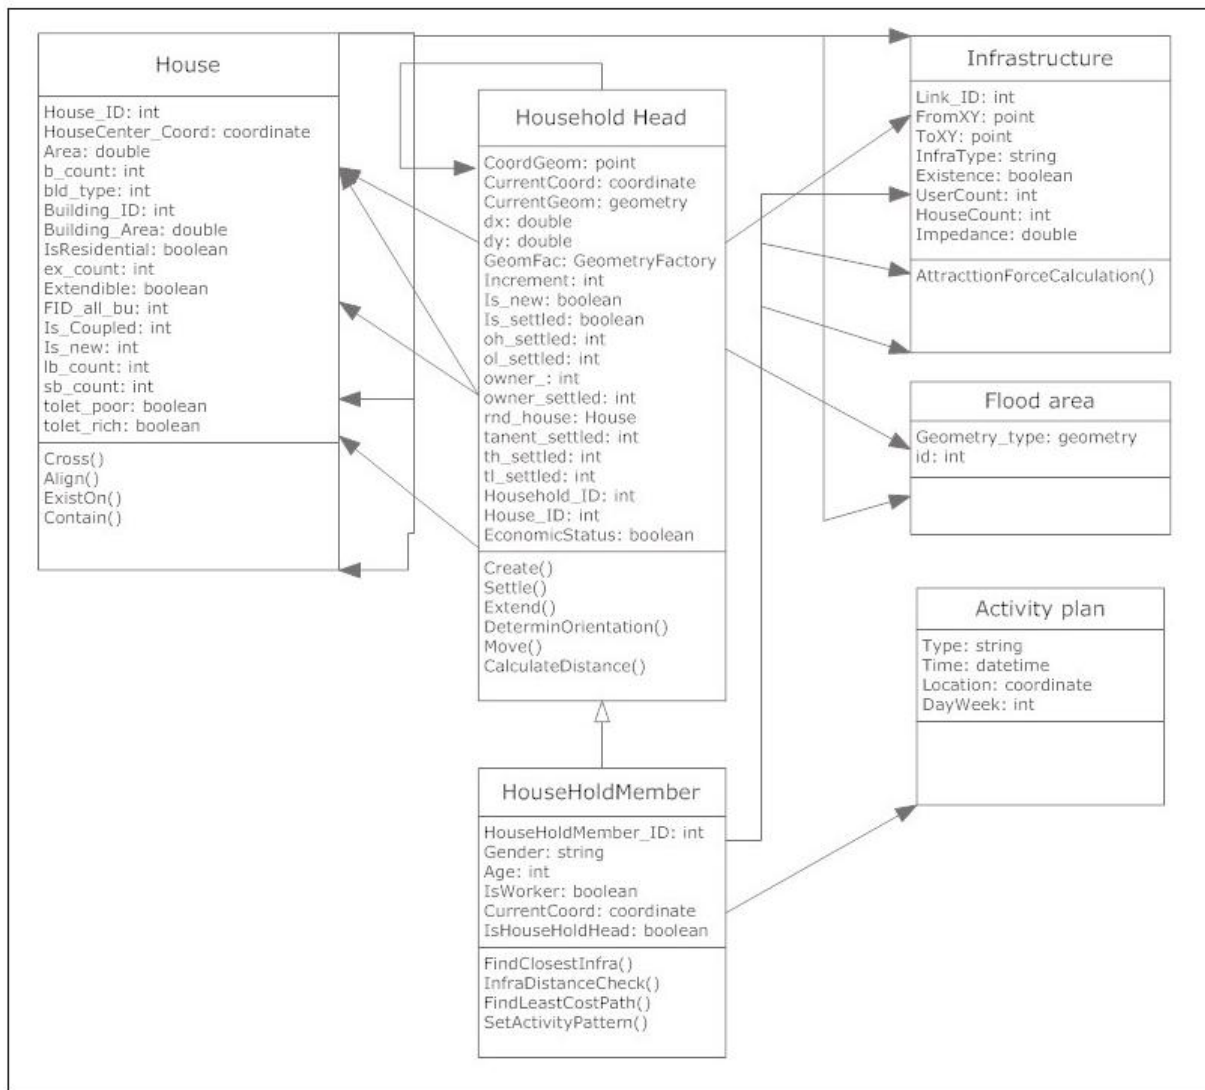 House
House_ID: int
HouseCenter_Coord: coordinate
Area: double
b_count: int
bld_type: int
Building_ID: int
Building_Area: double
IsResidential: boolean
ex_count: int
Extendible: boolean
FID_all_bu: int
Is_Coupled: int
Is_new: int
lb_count: int
sb_count: int
tolet_poor: boolean
tolet_rich: boolean
Cross()
Align()
ExistOn()
Contain()
Household Head
CoordGeom: point
CurrentCoord: coordinate
CurrentGeom: geometry
dx: double
dy: double
GeomFac: GeometryFactory
Increment: int
Is_new: boolean
Is_settled: boolean
oh_settled: int
ol_settled: int
owner_: int
owner_settled: int
rnd_house: House
tanent_settled: int
th_settled: int
tl_settled: int
Household_ID: int
House_ID: int
EconomicStatus: boolean
Create()
Settle()
Extend()
DeterminOrientation()
Move()
CalculateDistance()
HouseHoldMember
HouseHoldMember_ID: int
Gender: string
Age: int
IsWorker: boolean
CurrentCoord: coordinate
IsHouseHoldHead: boolean
FindClosestInfra()
InfraDistanceCheck()
FindLeastCostPath()
SetActivityPattern()
Infrastructure
Link_ID: int
FromXY: point
ToXY: point
InfraType: string
Existence: boolean
UserCount: int
HouseCount: int
Impedance: double
AttracttionForceCalculation()
Flood area
Geometry_type: geometry
id: int
Activity plan
Type: string
Time: datetime
Location: coordinate
DayWeek: int